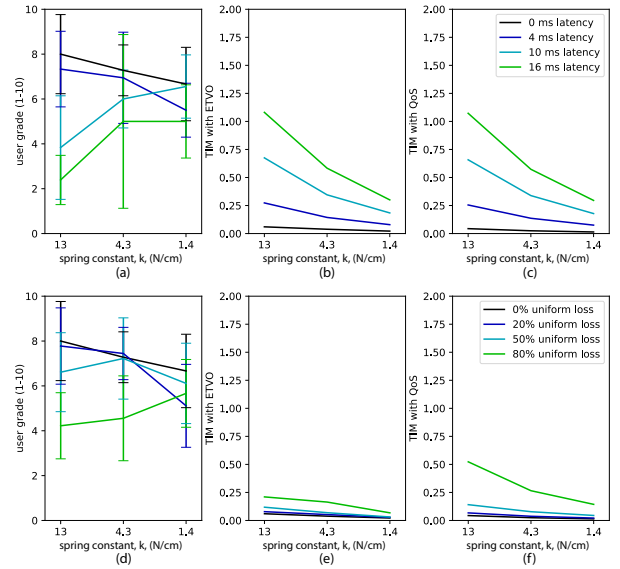 10
8
6
4
2
0
user grade (1-10)
13
4.3
1.4
spring constant, k, (N/cm)
(a)
2.00
1.75
1.50
1.25
1.00
0.75
0.50
0.25
0.00
TIM with ETVO
13
4.3
1.4
spring constant, k, (N/cm)
(b)
2.00
1.75
1.50
1.25
1.00
0.75
0.50
0.25
0.00
TIM with QoS
0 ms latency
4 ms latency
10 ms latency
16 ms latency
13
4.3
1.4
spring constant, k, (N/cm)
(c)
10
8
6
4
2
0
user grade (1-10)
13
4.3
1.4
spring constant, k, (N/cm)
(d)
2.00
1.75
1.50
1.25
1.00
0.75
0.50
0.25
0.00
TIM with ETVO
13
4.3
1.4
spring constant, k, (N/cm)
(e)
2.00
1.75
1.50
1.25
1.00
0.75
0.50
0.25
0.00
TIM with QoS
0% uniform loss
20% uniform loss
50% uniform loss
80% uniform loss
13
4.3
1.4
spring constant, k, (N/cm)
(f)